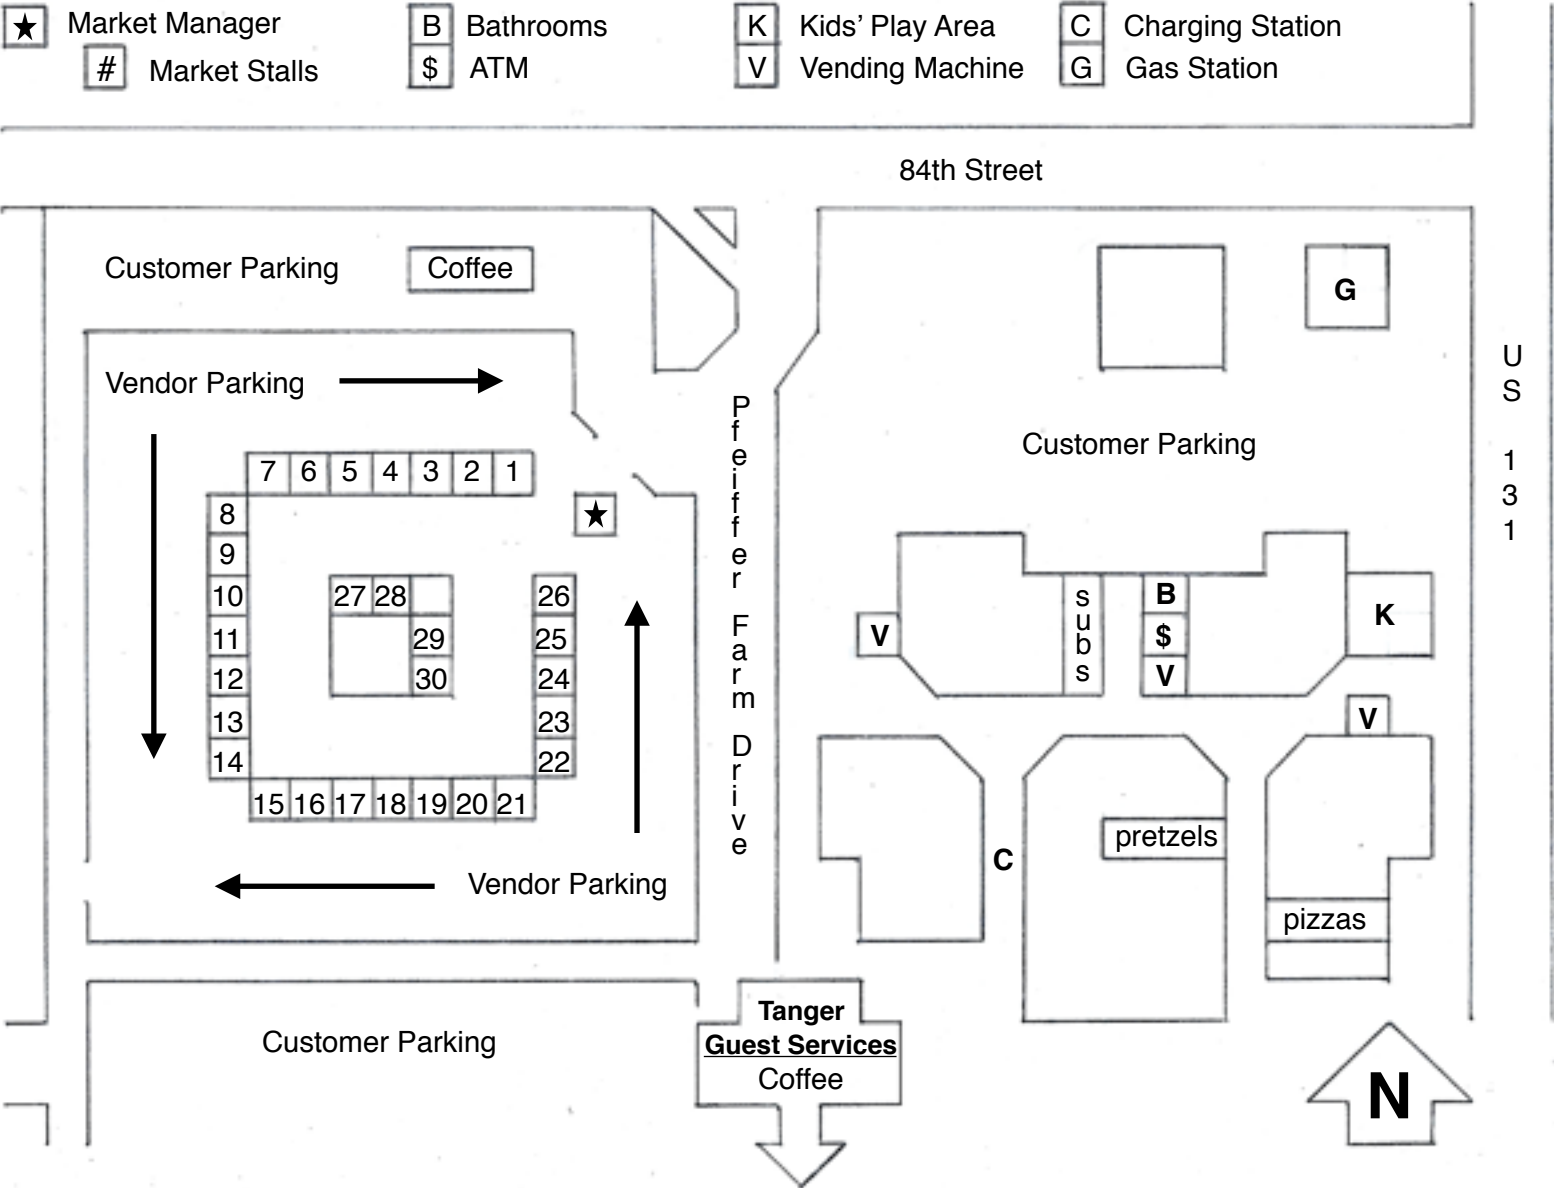 ★ Market Manager
# Market Stalls
B Bathrooms
$ ATM
K Kids’ Play Area
V Vending Machine
C Charging Station
G Gas Station
84th Street
Customer Parking
Coffee
G
Vendor Parking
US 131
Pfeiffer Farm Drive
Customer Parking
7 6 5 4 3 2 1
★
8
9
10
11
12
13
14
27 28
29
30
26
25
24
23
22
15 16 17 18 19 20 21
Vendor Parking
V
subs
B
$
V
K
V
C
pretzels
pizzas
Customer Parking
Tanger
Guest Services
Coffee
N